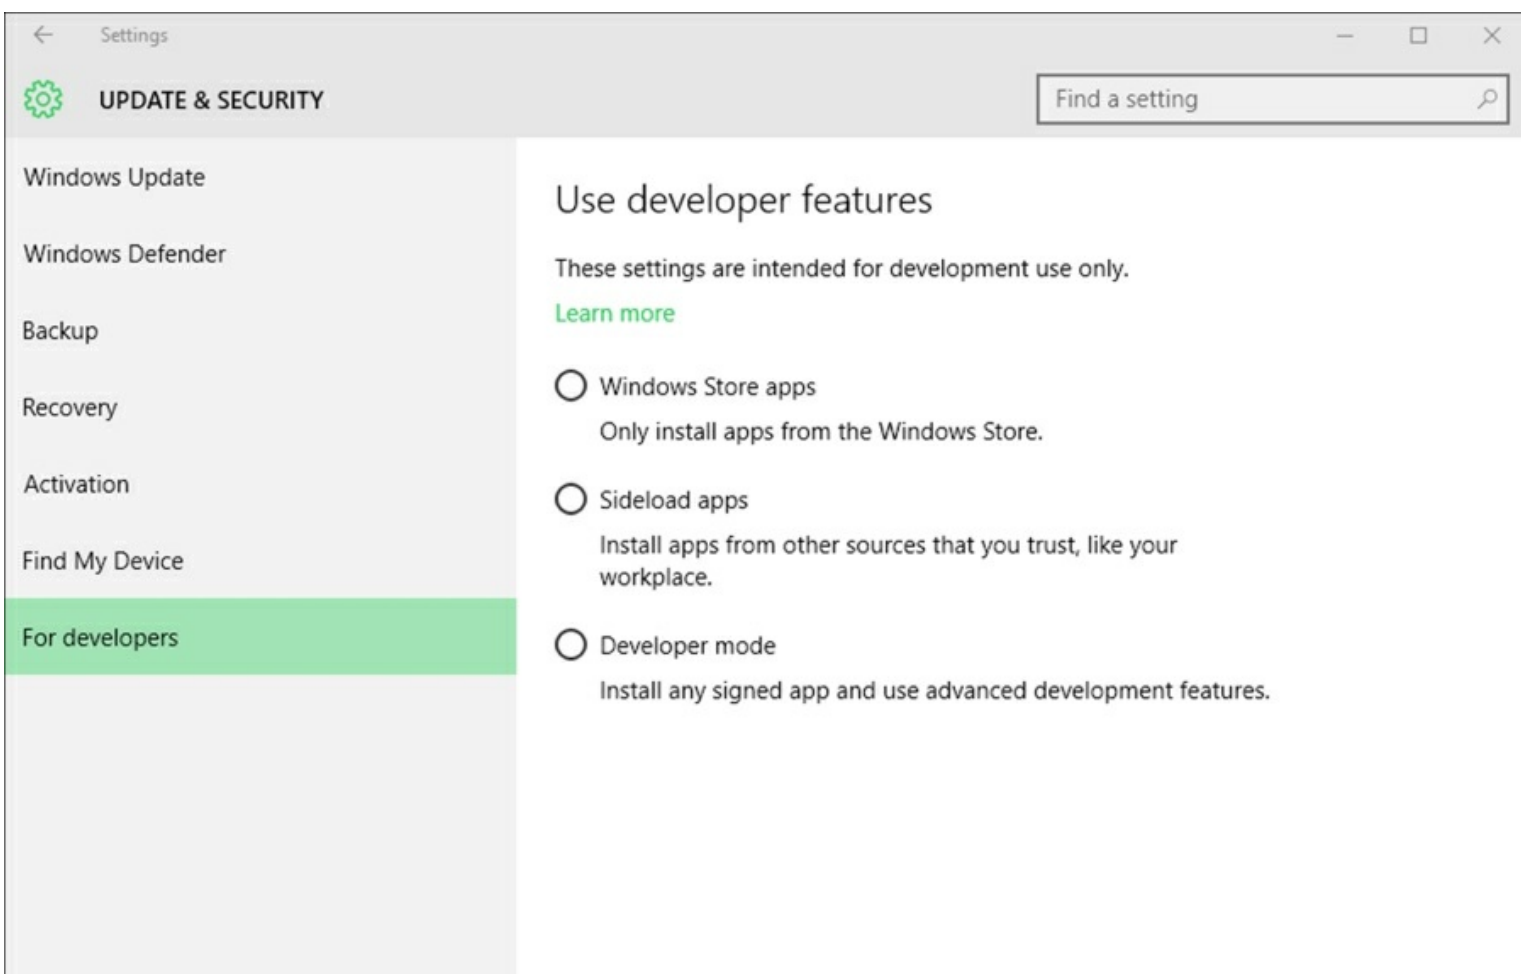 Settings
UPDATE & SECURITY
Find a setting
Windows Update
Windows Defender
Backup
Recovery
Activation
Find My Device
For developers
Use developer features
These settings are intended for development use only.
Learn more
Windows Store apps
Only install apps from the Windows Store.
Sideload apps
Install apps from other sources that you trust, like your
workplace.
Developer mode
Install any signed app and use advanced development features.